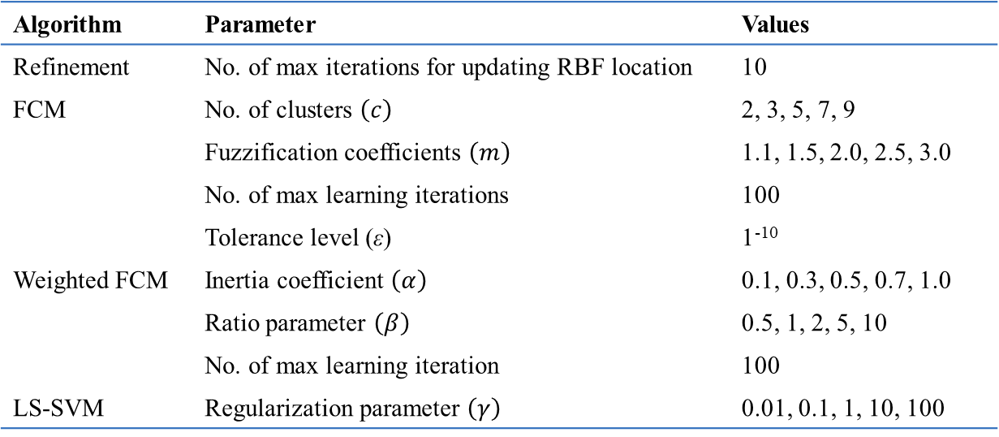 Algorithm Parameter Values
Refinement No. of max iterations for updating RBF location 10
FCM No. of clusters (𝑐) 2, 3, 5, 7, 9
Fuzzification coefficients (𝑚) 1.1, 1.5, 2.0, 2.5, 3.0
No. of max learning iterations 100
Tolerance level (ε) 1⁻¹⁰
Weighted FCM Inertia coefficient (𝛼) 0.1, 0.3, 0.5, 0.7, 1.0
Ratio parameter (𝛽) 0.5, 1, 2, 5, 10
No. of max learning iteration 100
LS-SVM Regularization parameter (𝛾) 0.01, 0.1, 1, 10, 100